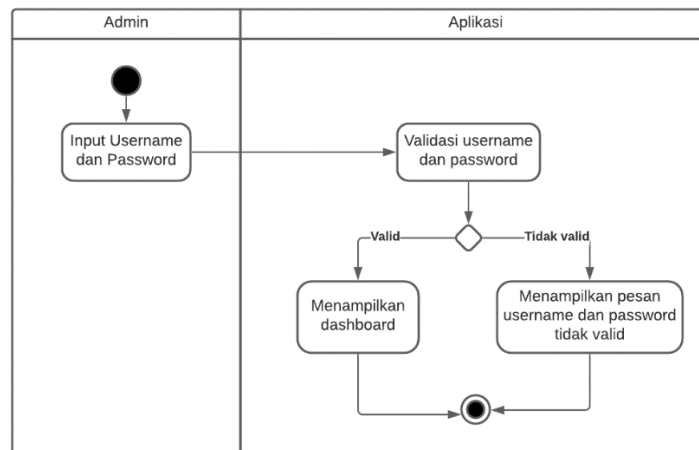 Admin
Aplikasi
Input Username
dan Password
Validasi username
dan password
Valid
Tidak valid
Menampilkan
dashboard
Menampilkan pesan
username dan password
tidak valid